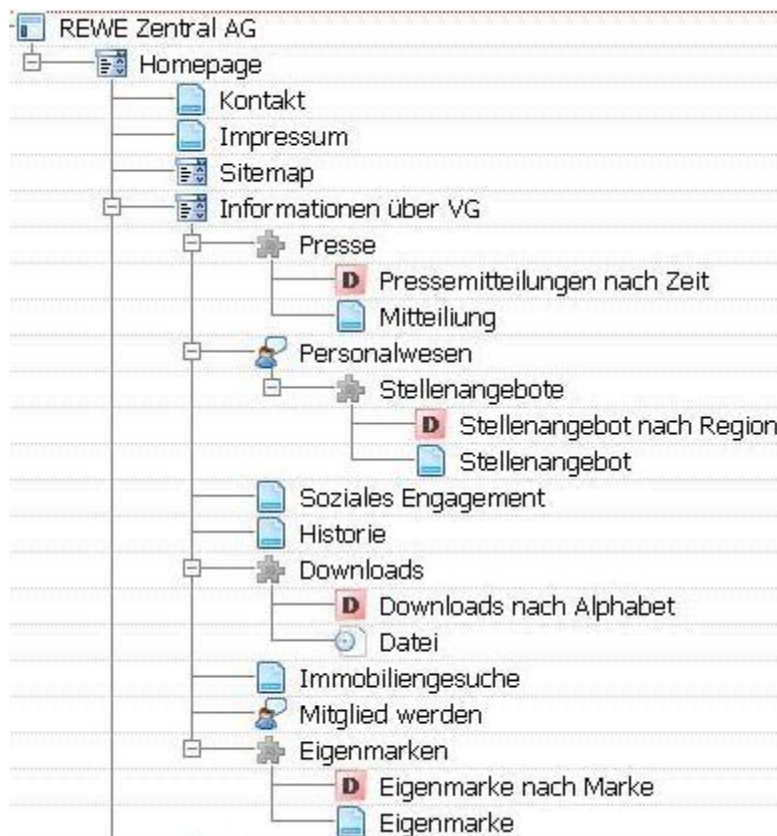 REWE Zentral AG
Homepage
Kontakt
Impressum
Sitemap
Informationen über VG
Presse
D Pressemitteilungen nach Zeit
Mitteiliung
Personalwesen
Stellenangebote
D Stellenangebot nach Region
Stellenangebot
Soziales Engagement
Historie
Downloads
D Downloads nach Alphabet
Datei
Immobiliengesuche
Mitglied werden
Eigenmarken
D Eigenmarke nach Marke
Eigenmarke